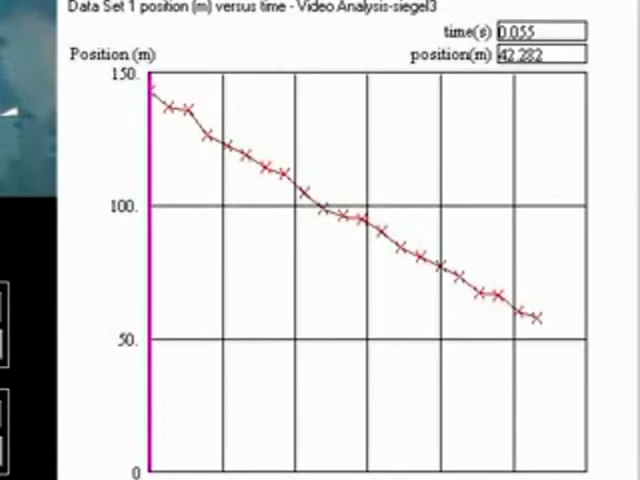 Data Set 1 position (m) versus time - Video Analysis-siegel3
time(s) 0.055
Position (m) position(m) 42.282
150.
100.
50.
0